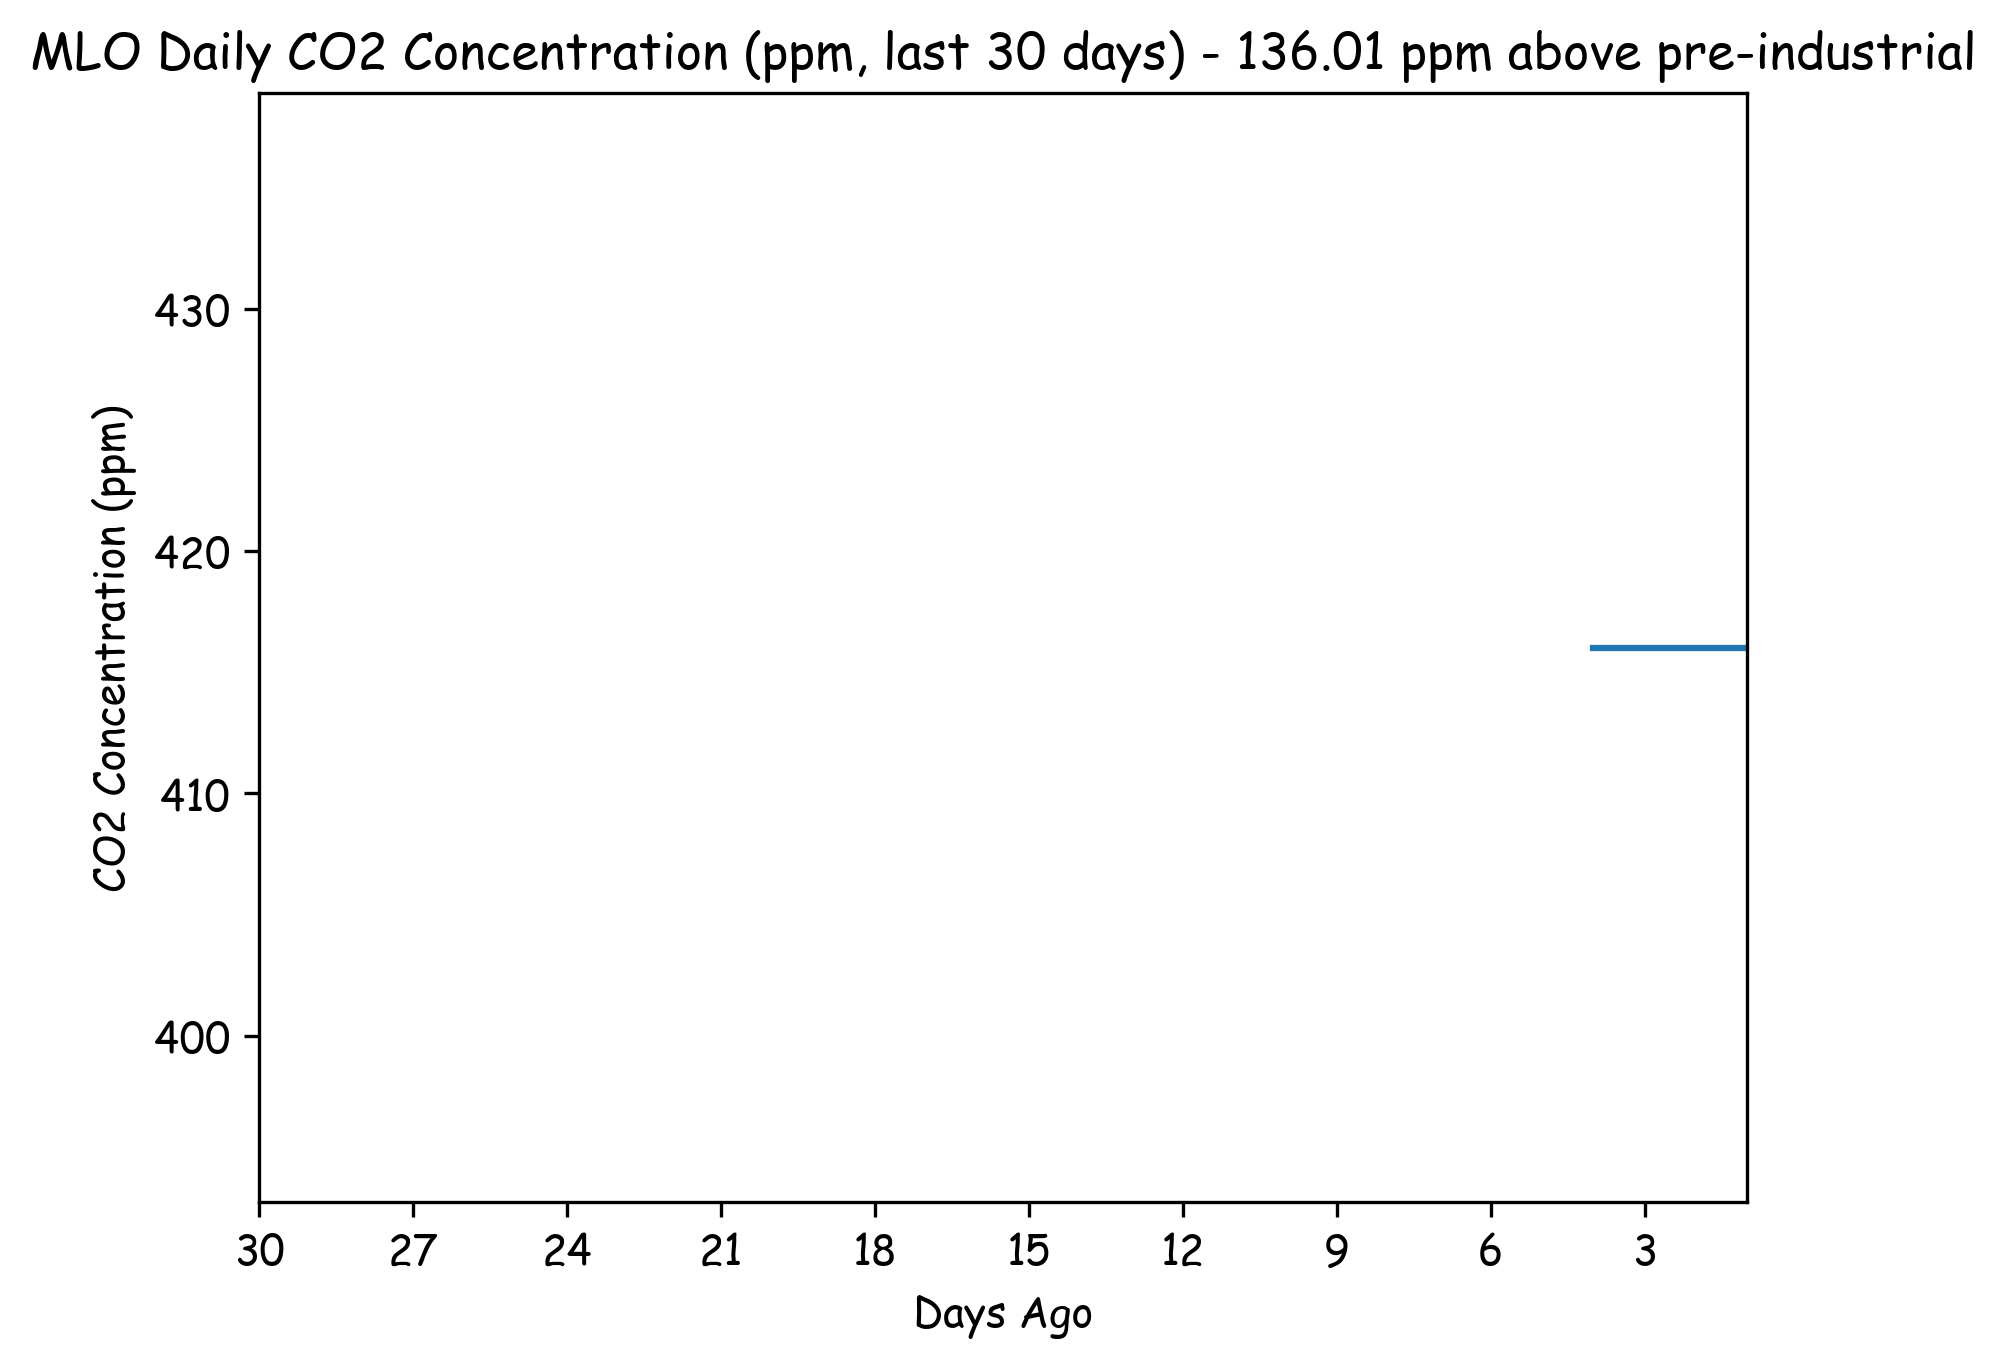 MLO Daily CO2 Concentration (ppm, last 30 days) - 136.01 ppm above pre-industrial
CO2 Concentration (ppm)
430
420
410
400
30 27 24 21 18 15 12 9 6 3
Days Ago